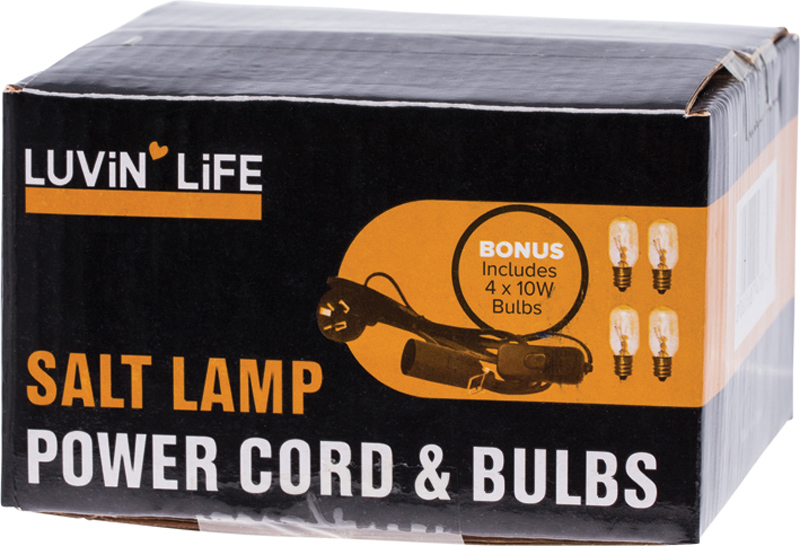 LUViN' LiFE
BONUS
Includes
4 x 10W
Bulbs
SALT LAMP
POWER CORD & BULBS